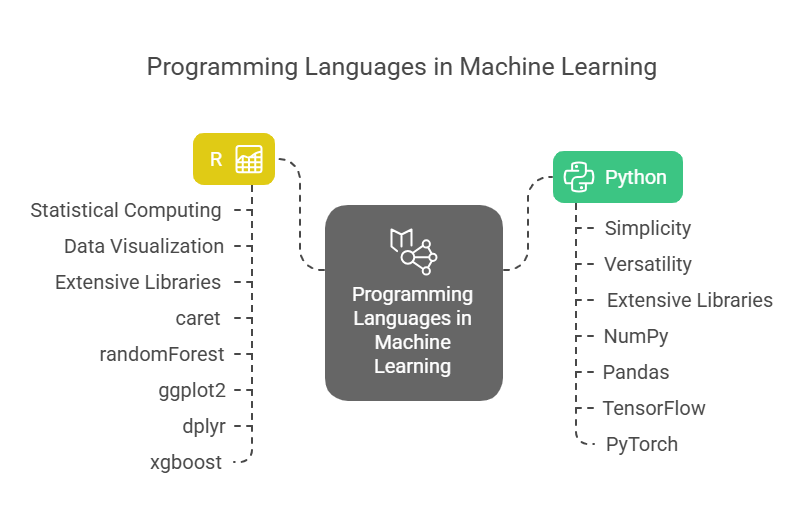 Programming Languages in Machine Learning
R
Statistical Computing
Data Visualization
Extensive Libraries
caret
randomForest
ggplot2
dplyr
xgboost
Programming
Languages in
Machine
Learning
Python
Simplicity
Versatility
Extensive Libraries
NumPy
Pandas
TensorFlow
PyTorch